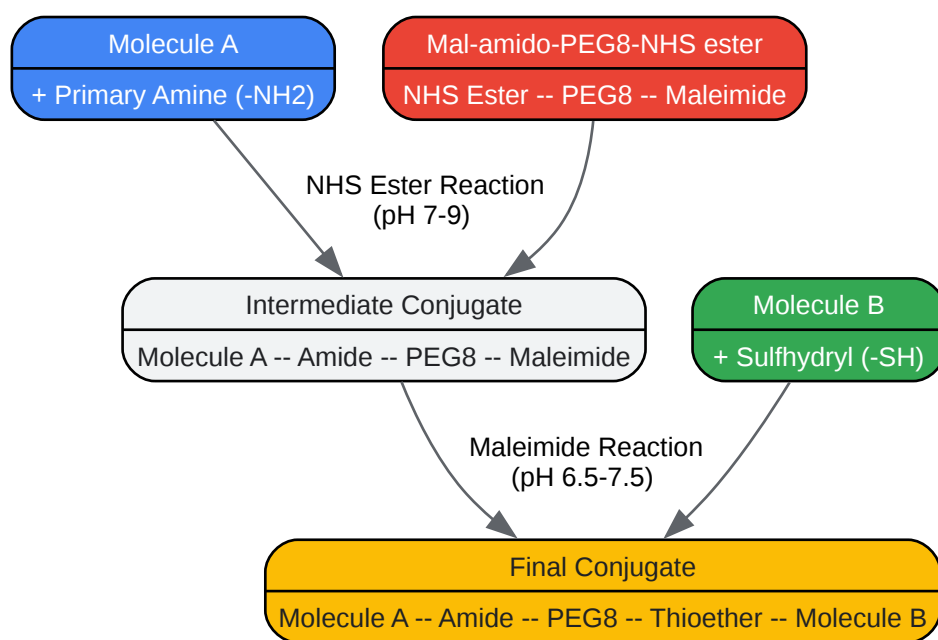 Molecule A
+ Primary Amine (-NH2)
Mal-amido-PEG8-NHS ester
NHS Ester -- PEG8 -- Maleimide
NHS Ester Reaction
(pH 7-9)
Intermediate Conjugate
Molecule A -- Amide -- PEG8 -- Maleimide
Molecule B
+ Sulfhydryl (-SH)
Maleimide Reaction
(pH 6.5-7.5)
Final Conjugate
Molecule A -- Amide -- PEG8 -- Thioether -- Molecule B